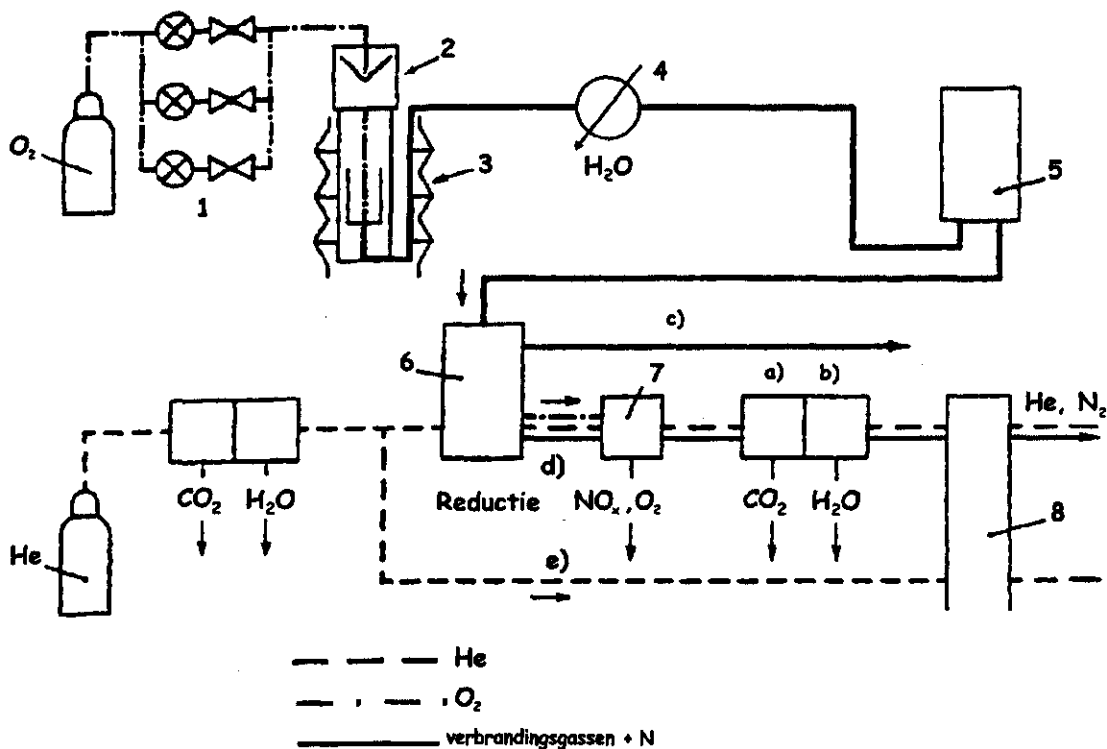 2
4
O₂
3
H₂O
5
1
c)
6
7
a)
b)
He, N₂
d)
CO₂
H₂O
Reductie
NOₓ, O₂
CO₂
H₂O
8
He
e)
He
O₂
verbrandingsgassen + N